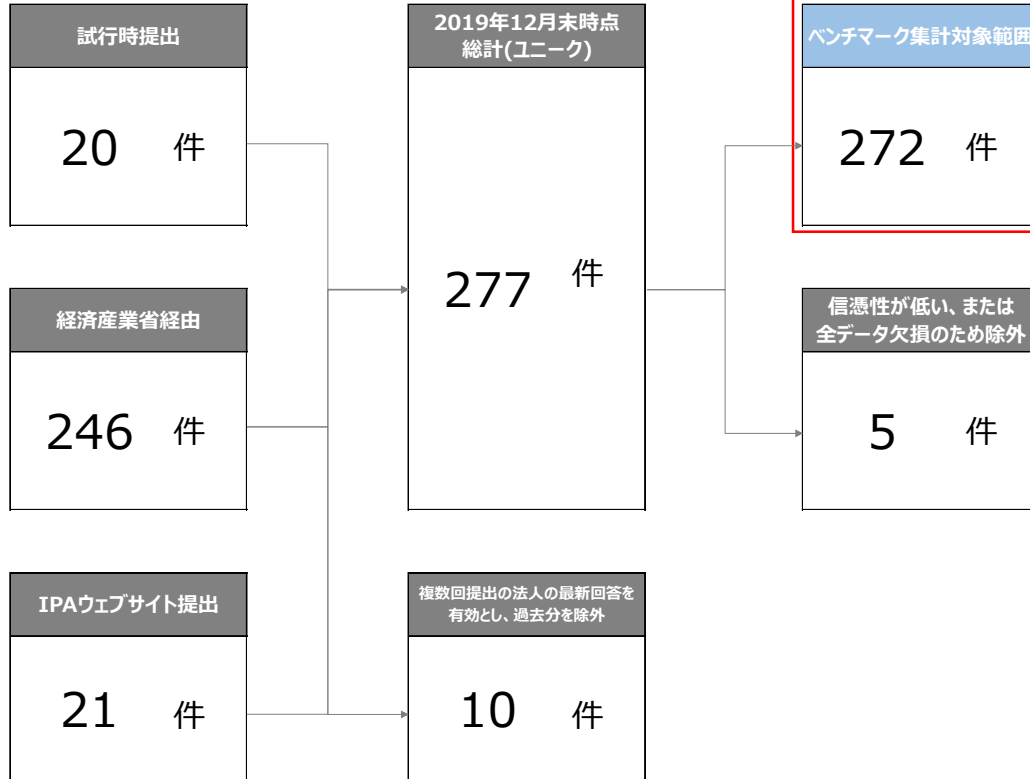 試行時提出
20 件
経済産業省経由
246 件
IPAウェブサイト提出
21 件
2019年12月末時点
総計(ユニーク)
277 件
複数回提出の法人の最新回答を
有効とし、過去分を除外
10 件
ベンチマーク集計対象範囲
272 件
信憑性が低い、または
全データ欠損のため除外
5 件